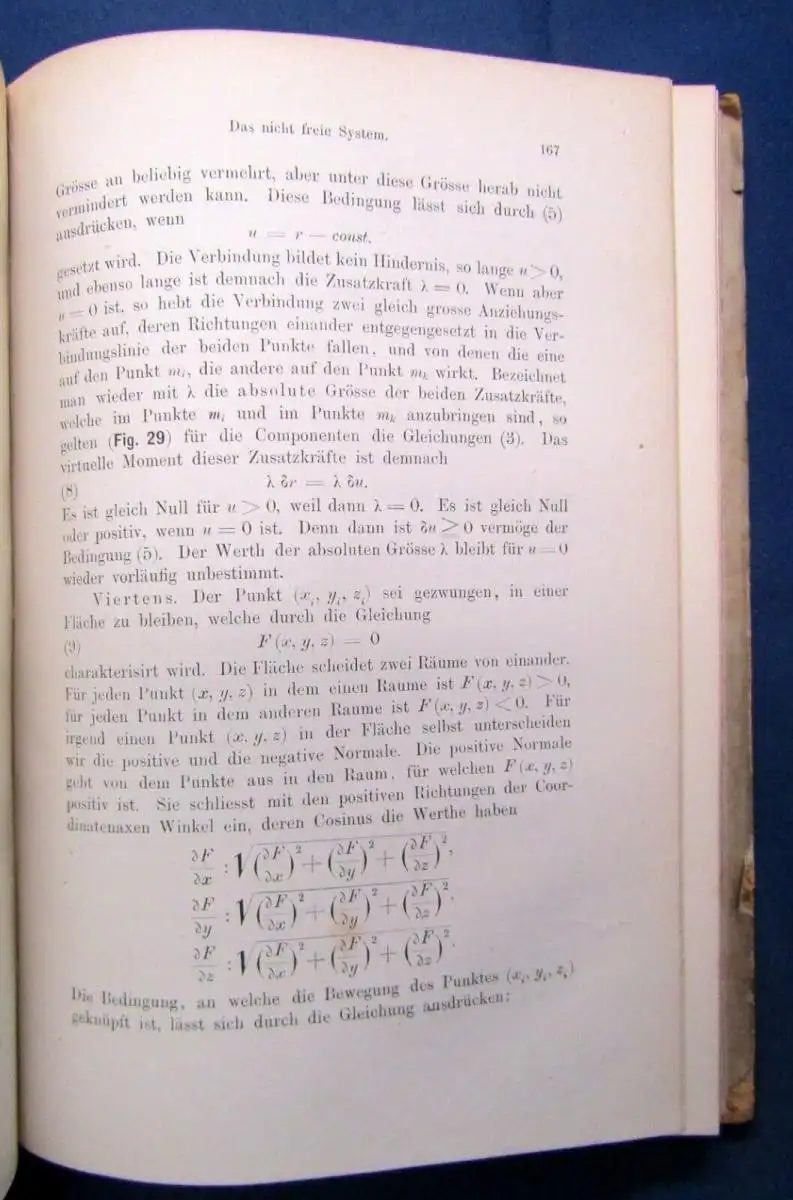 Das nicht freie System.
167
Grösse an beliebig vermehrt, aber unter diese Grösse herab nicht
vermindert werden kann. Diese Bedingung lässt sich durch (5)
ausdrücken, wenn
u = r — const.
gesetzt wird. Die Verbindung bildet kein Hindernis, so lange u > 0,
und ebenso lange ist demnach die Zusatzkraft λ = 0. Wenn aber
u = 0 ist, so hebt die Verbindung zwei gleich grosse Anziehungs-
kräfte auf, deren Richtungen einander entgegengesetzt in die Ver-
bindungslinie der beiden Punkte fallen, und von denen die eine
auf den Punkt mᵢ, die andere auf den Punkt mₖ wirkt. Bezeichnet
man wieder mit λ die absolute Grösse der beiden Zusatzkräfte,
welche im Punkte mᵢ und im Punkte mₖ anzubringen sind, so
gelten (Fig. 29) für die Componenten die Gleichungen (3). Das
virtuelle Moment dieser Zusatzkräfte ist demnach
(8) λ δr = λ δu.
Es ist gleich Null für u > 0, weil dann λ = 0. Es ist gleich Null
oder positiv, wenn u = 0 ist. Denn dann ist δu ≥ 0 vermöge der
Bedingung (5). Der Werth der absoluten Grösse λ bleibt für u = 0
wieder vorläufig unbestimmt.
Viertens. Der Punkt (xᵢ, yᵢ, zᵢ) sei gezwungen, in einer
Fläche zu bleiben, welche durch die Gleichung
(9) F (x, y, z) = 0
charakterisirt wird. Die Fläche scheidet zwei Räume von einander.
Für jeden Punkt (x, y, z) in dem einen Raume ist F (x, y, z) > 0,
für jeden Punkt in dem anderen Raume ist F (x, y, z) < 0. Für
irgend einen Punkt (x, y, z) in der Fläche selbst unterscheiden
wir die positive und die negative Normale. Die positive Normale
geht von dem Punkte aus in den Raum, für welchen F (x, y, z)
positiv ist. Sie schliesst mit den positiven Richtungen der Coor-
dinatenaxen Winkel ein, deren Cosinus die Werthe haben
∂F/∂x : √(∂F/∂x)² + (∂F/∂y)² + (∂F/∂z)²,
∂F/∂y : √(∂F/∂x)² + (∂F/∂y)² + (∂F/∂z)²,
∂F/∂z : √(∂F/∂x)² + (∂F/∂y)² + (∂F/∂z)².
Die Bedingung, an welche die Bewegung des Punktes (xᵢ, yᵢ, zᵢ)
geknüpft ist, lässt sich durch die Gleichung ausdrücken: